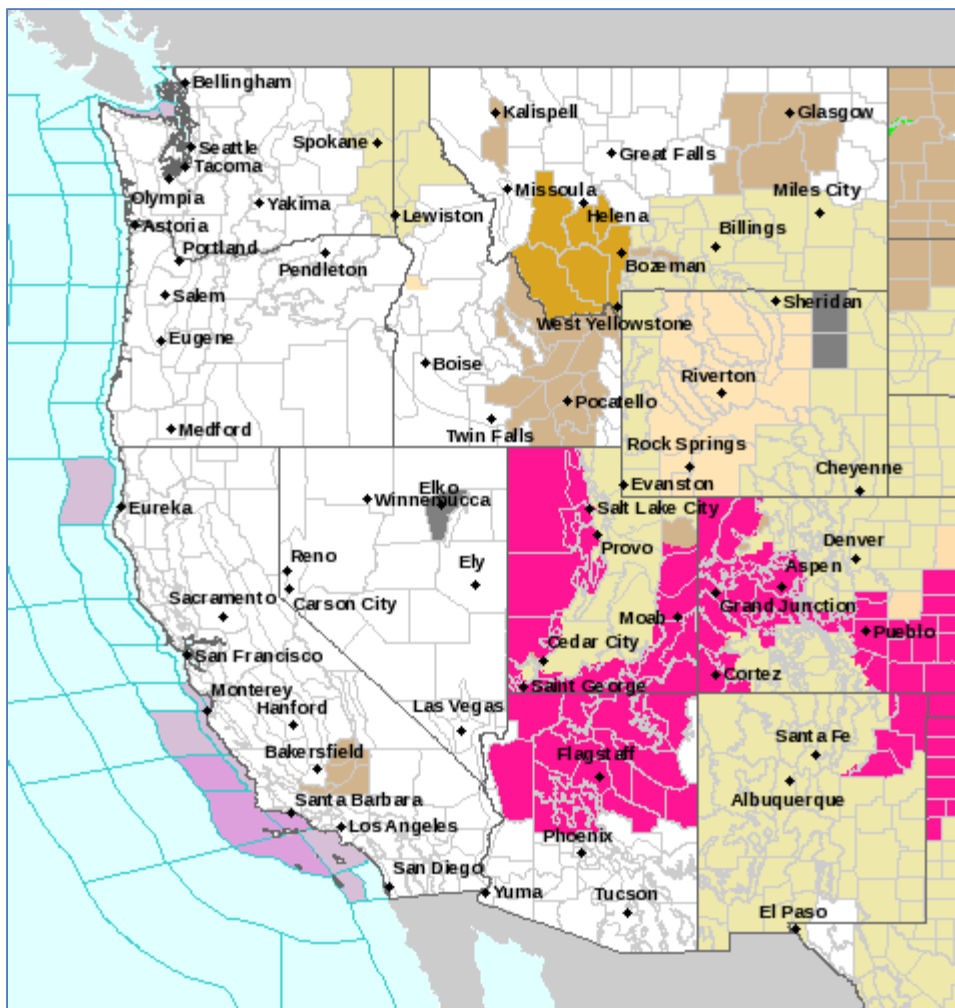 Bellingham
Kalispell
Glasgow
Seattle
Spokane
Great Falls
Tacoma
Missoula
Miles City
Olympia
Yakima
Lewiston
Helena
Astoria
Billings
Portland
Pendleton
Bozeman
Salem
Sheridan
West Yellowstone
Eugene
Boise
Riverton
Pocatello
Medford
Twin Falls
Rock Springs
Cheyenne
Evanston
Elko
Winnemucca
Eureka
Salt Lake City
Provo
Denver
Reno
Ely
Aspen
Sacramento
Carson City
Grand Junction
Moab
Pueblo
Cedar City
San Francisco
Cortez
Saint George
Monterey
Hanford
Las Vegas
Santa Fe
Bakersfield
Flagstaff
Albuquerque
Santa Barbara
Los Angeles
Phoenix
San Diego
Yuma
Tucson
El Paso